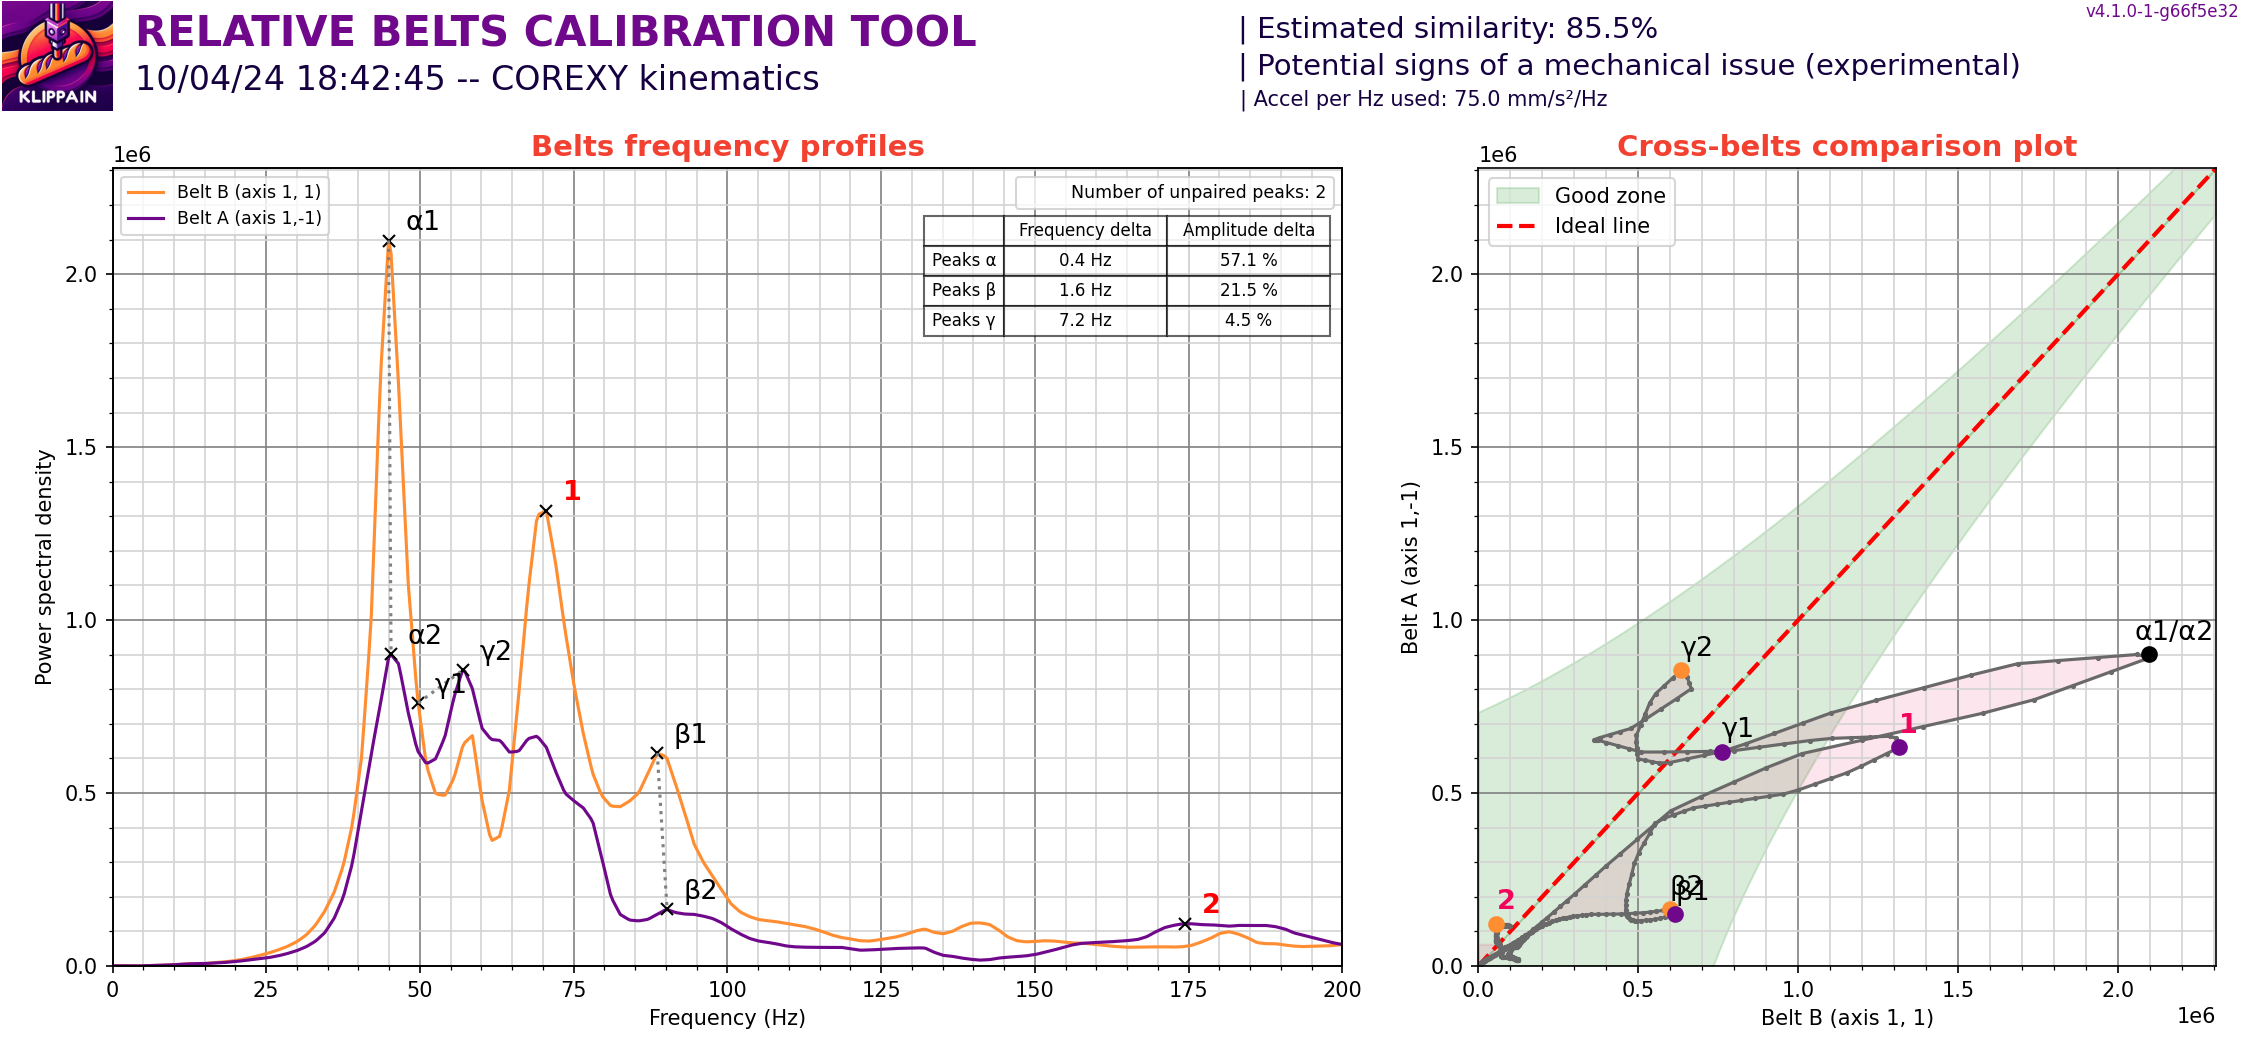 RELATIVE BELTS CALIBRATION TOOL
10/04/24 18:42:45 -- COREXY kinematics
KLIPPAIN
| Estimated similarity: 85.5%
| Potential signs of a mechanical issue (experimental)
| Accel per Hz used: 75.0 mm/s²/Hz
v4.1.0-1-g66f5e32
Belts frequency profiles
1e6
Belt B (axis 1, 1)
Belt A (axis 1,-1)
Number of unpaired peaks: 2
Frequency delta Amplitude delta
Peaks α 0.4 Hz 57.1 %
Peaks β 1.6 Hz 21.5 %
Peaks γ 7.2 Hz 4.5 %
α1
1
α2
γ2
γ1
β1
β2
2
2.0
1.5
1.0
0.5
0.0
Power spectral density
0 25 50 75 100 125 150 175 200
Frequency (Hz)
Cross-belts comparison plot
1e6
Good zone
Ideal line
α1/α2
γ2
γ1
1
β2
β1
2
2.0
1.5
1.0
0.5
0.0
Belt A (axis 1,-1)
0.0 0.5 1.0 1.5 2.0
Belt B (axis 1, 1)
1e6